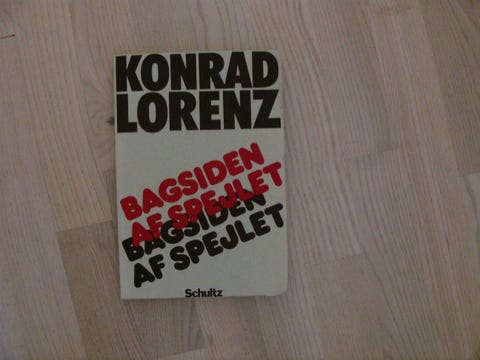 KONRAD
LORENZ
BAGSIDEN
AF SPEJLET
BAGSIDEN
AF SPEJLET
Schultz